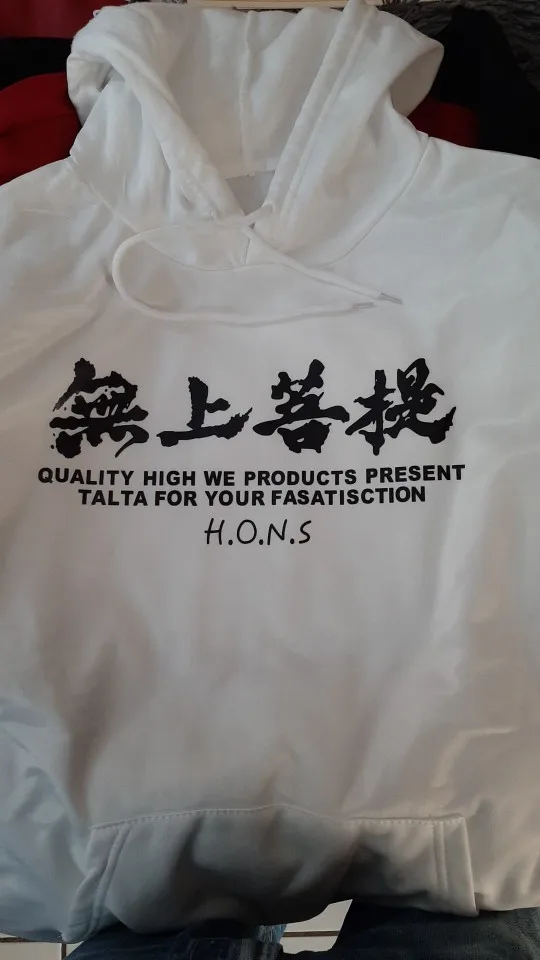 無上菩提
QUALITY HIGH WE PRODUCTS PRESENT
TALTA FOR YOUR FASATISCTION
H.O.N.S